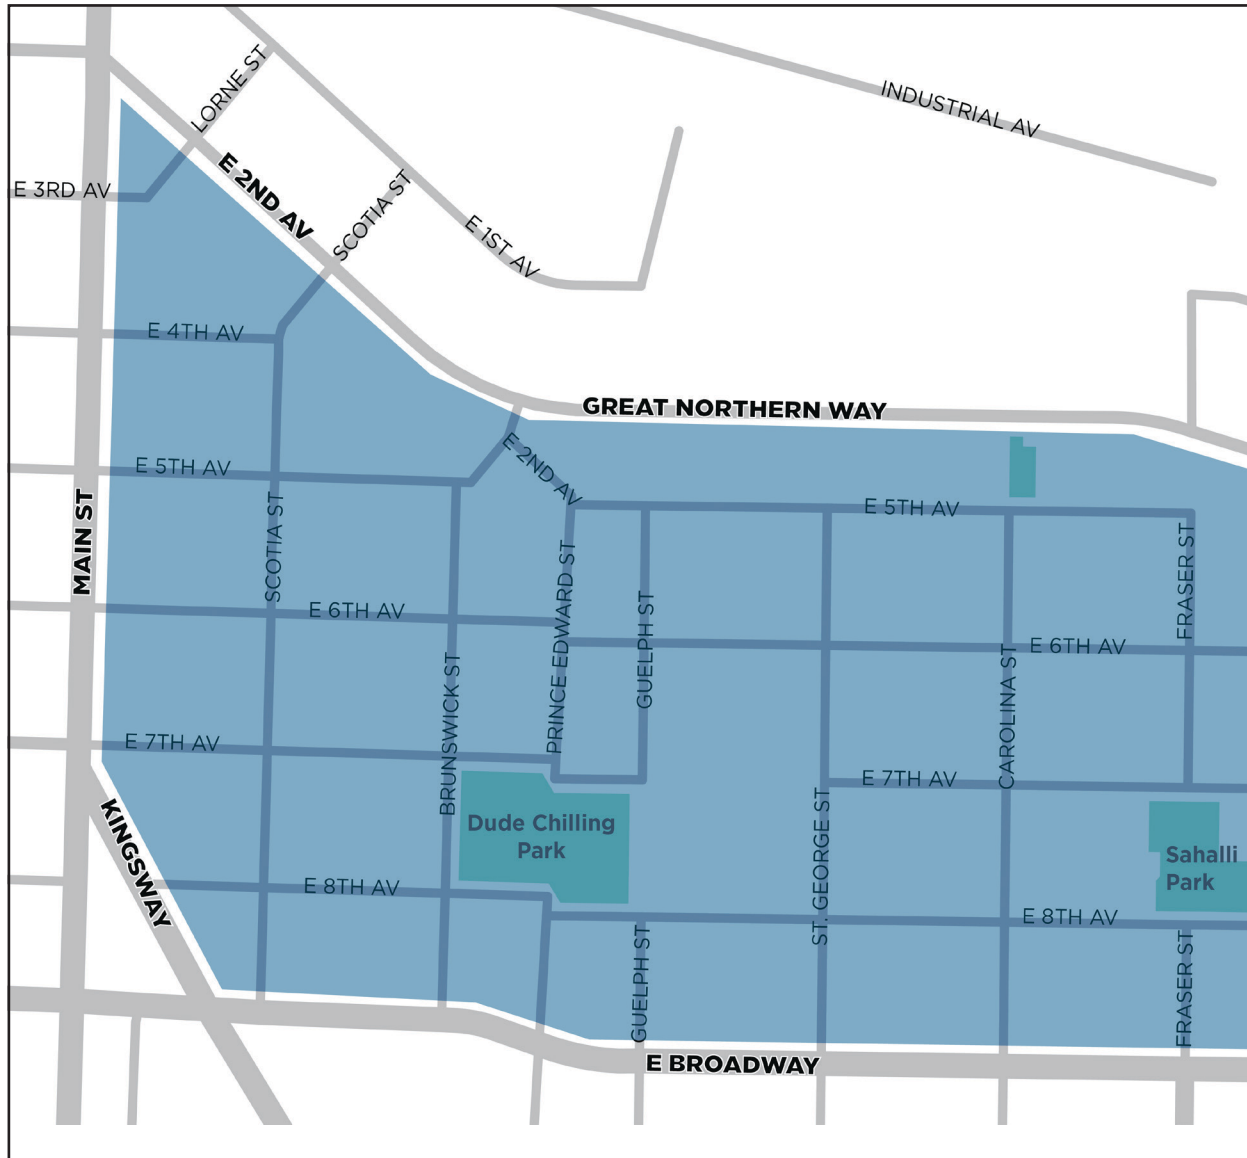 INDUSTRIAL AV
LORNE ST
E 3RD AV
E 2ND AV
SCOTIA ST
E 1ST AV
E 4TH AV
GREAT NORTHERN WAY
E 5TH AV
E 2ND AV
E 5TH AV
MAIN ST
SCOTIA ST
PRINCE EDWARD ST
FRASER ST
E 6TH AV
GUELPH ST
E 6TH AV
BRUNSWICK ST
CAROLINA ST
E 7TH AV
E 7TH AV
KINGSWAY
Dude Chilling
Park
ST. GEORGE ST
Sahalli
Park
E 8TH AV
E 8TH AV
GUELPH ST
FRASER ST
E BROADWAY